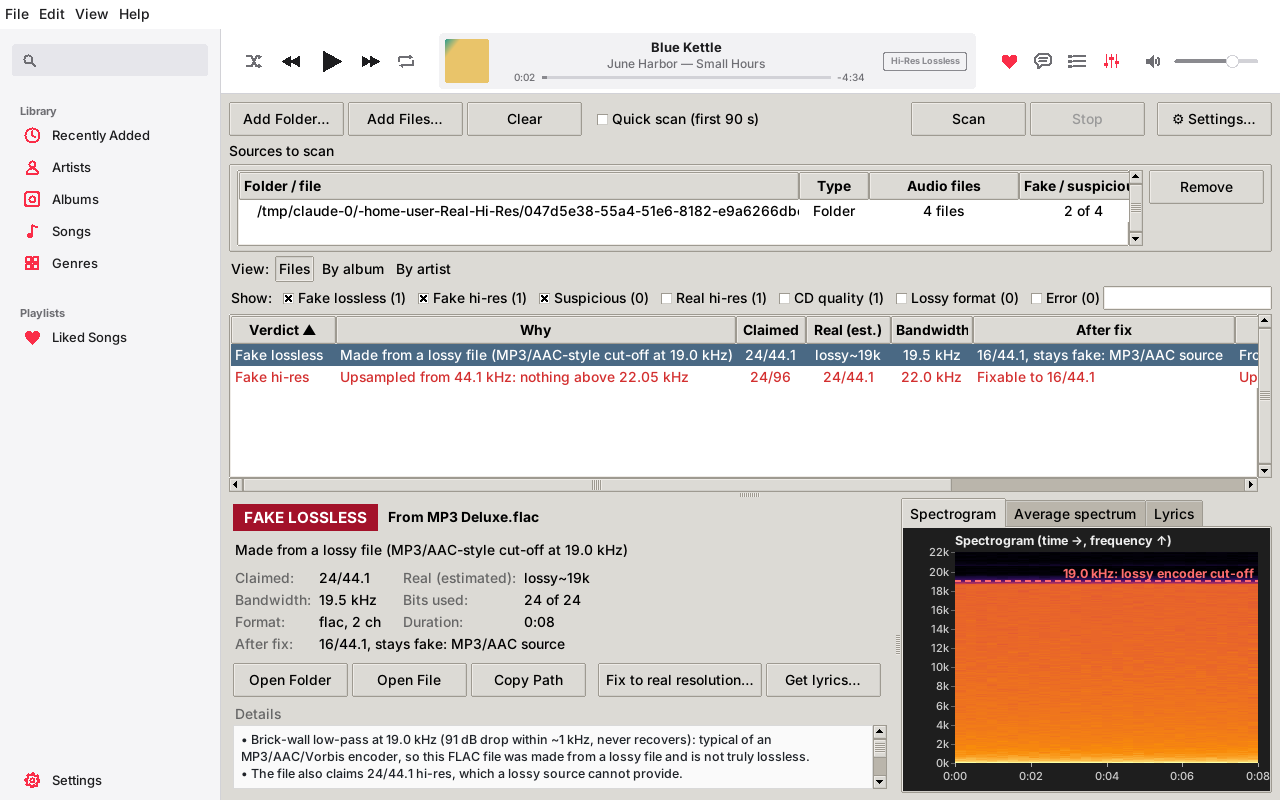 File Edit View Help
Blue Kettle
June Harbor — Small Hours
0:02 -4:34
Hi-Res Lossless
Library
Recently Added
Artists
Albums
Songs
Genres
Playlists
Liked Songs
Settings
Add Folder... Add Files... Clear Quick scan (first 90 s) Scan Stop ⚙ Settings...
Sources to scan
Folder / file Type Audio files Fake / suspiciou
/tmp/claude-0/-home-user-Real-Hi-Res/047d5e38-55a4-51e6-8182-e9a6266db Folder 4 files 2 of 4
Remove
View: Files By album By artist
Show: Fake lossless (1) Fake hi-res (1) Suspicious (0) Real hi-res (1) CD quality (1) Lossy format (0) Error (0)
Verdict ▲ Why Claimed Real (est.) Bandwidth After fix
Fake lossless Made from a lossy file (MP3/AAC-style cut-off at 19.0 kHz) 24/44.1 lossy~19k 19.5 kHz 16/44.1, stays fake: MP3/AAC source Fro
Fake hi-res Upsampled from 44.1 kHz: nothing above 22.05 kHz 24/96 24/44.1 22.0 kHz Fixable to 16/44.1 Up
FAKE LOSSLESS From MP3 Deluxe.flac
Made from a lossy file (MP3/AAC-style cut-off at 19.0 kHz)
Claimed: 24/44.1 Real (estimated): lossy~19k
Bandwidth: 19.5 kHz Bits used: 24 of 24
Format: flac, 2 ch Duration: 0:08
After fix: 16/44.1, stays fake: MP3/AAC source
Open Folder Open File Copy Path Fix to real resolution... Get lyrics...
Details
• Brick-wall low-pass at 19.0 kHz (91 dB drop within ~1 kHz, never recovers): typical of an
MP3/AAC/Vorbis encoder, so this FLAC file was made from a lossy file and is not truly lossless.
• The file also claims 24/44.1 hi-res, which a lossy source cannot provide.
Spectrogram Average spectrum Lyrics
Spectrogram (time →, frequency ↑)
22k
20k
19.0 kHz: lossy encoder cut-off
18k
16k
14k
12k
10k
8k
6k
4k
2k
0k
0:00 0:02 0:04 0:06 0:08